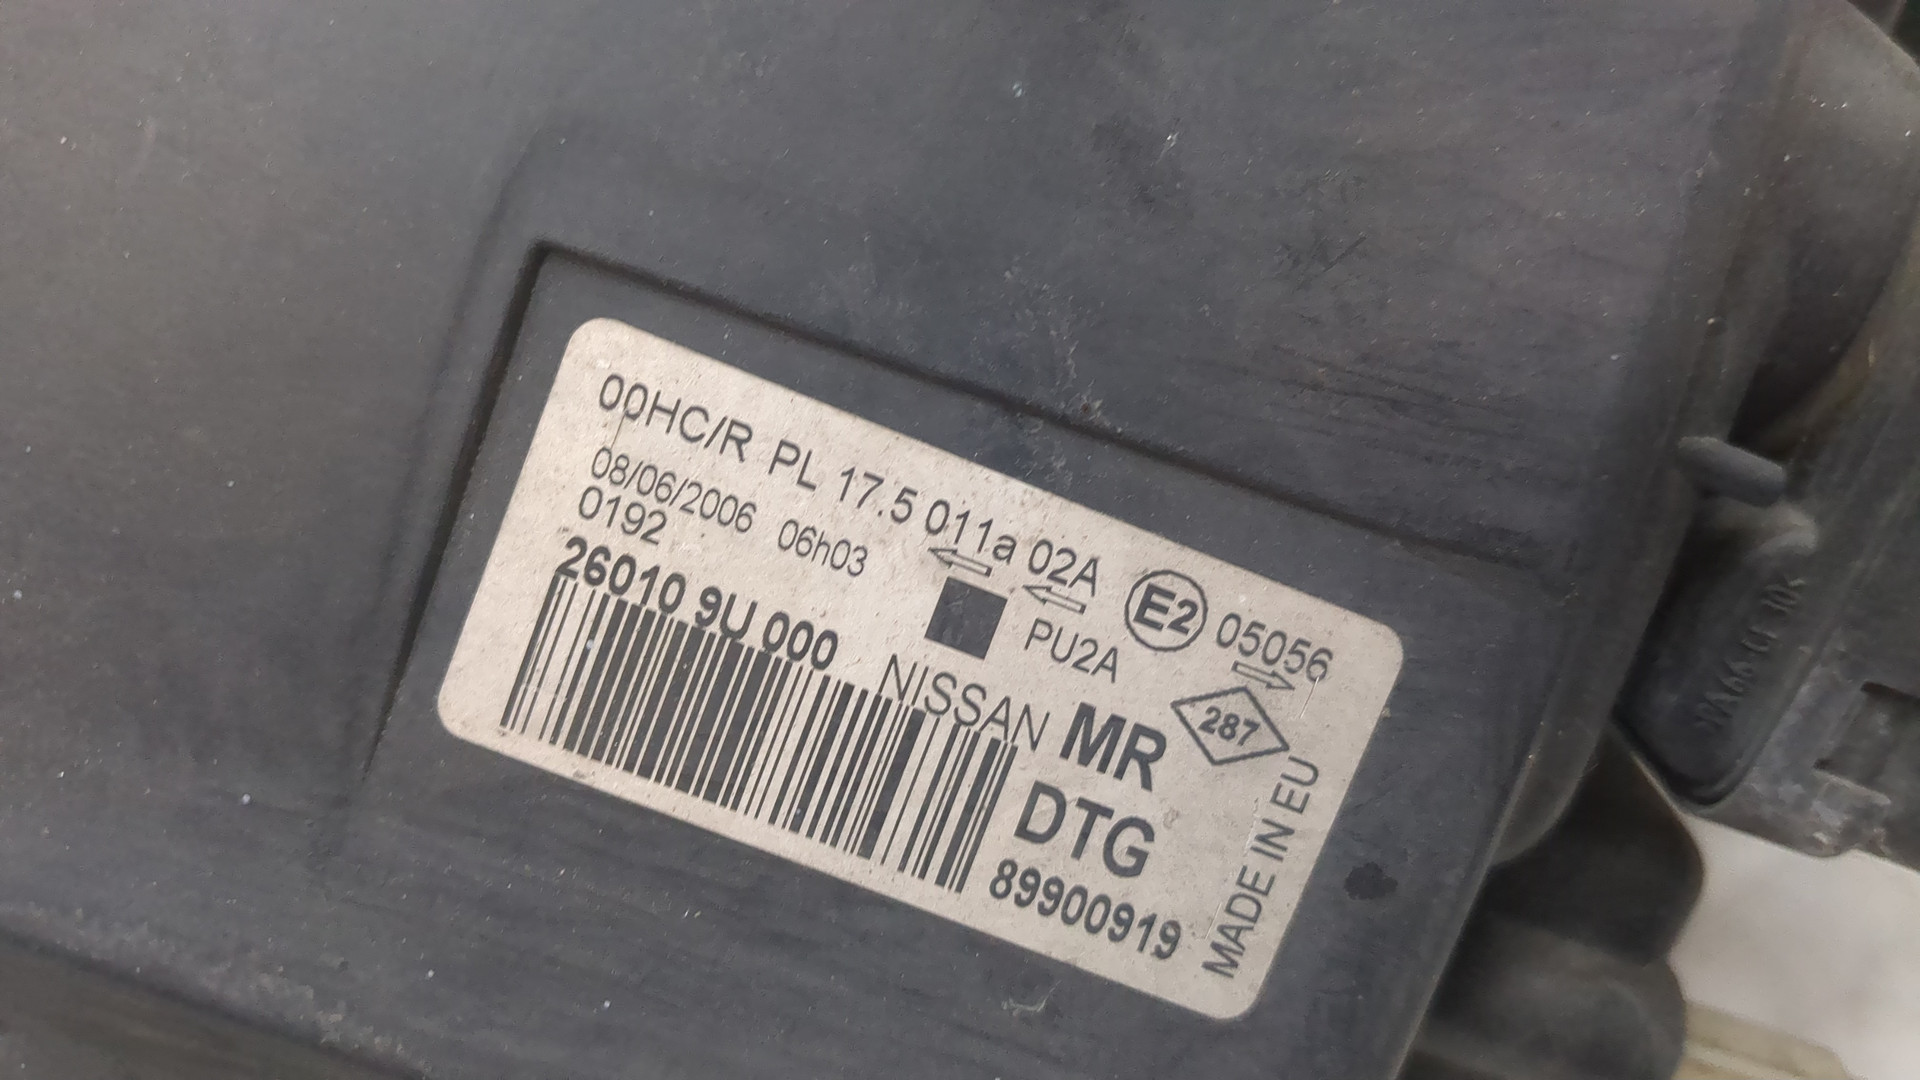 00HC/R PL 17.5 011a 02A E2 05056
08/06/2006 06h03
0192
PU2A
26010 9U 000
NISSAN MR
287
DTG
89900919
MADE IN EU